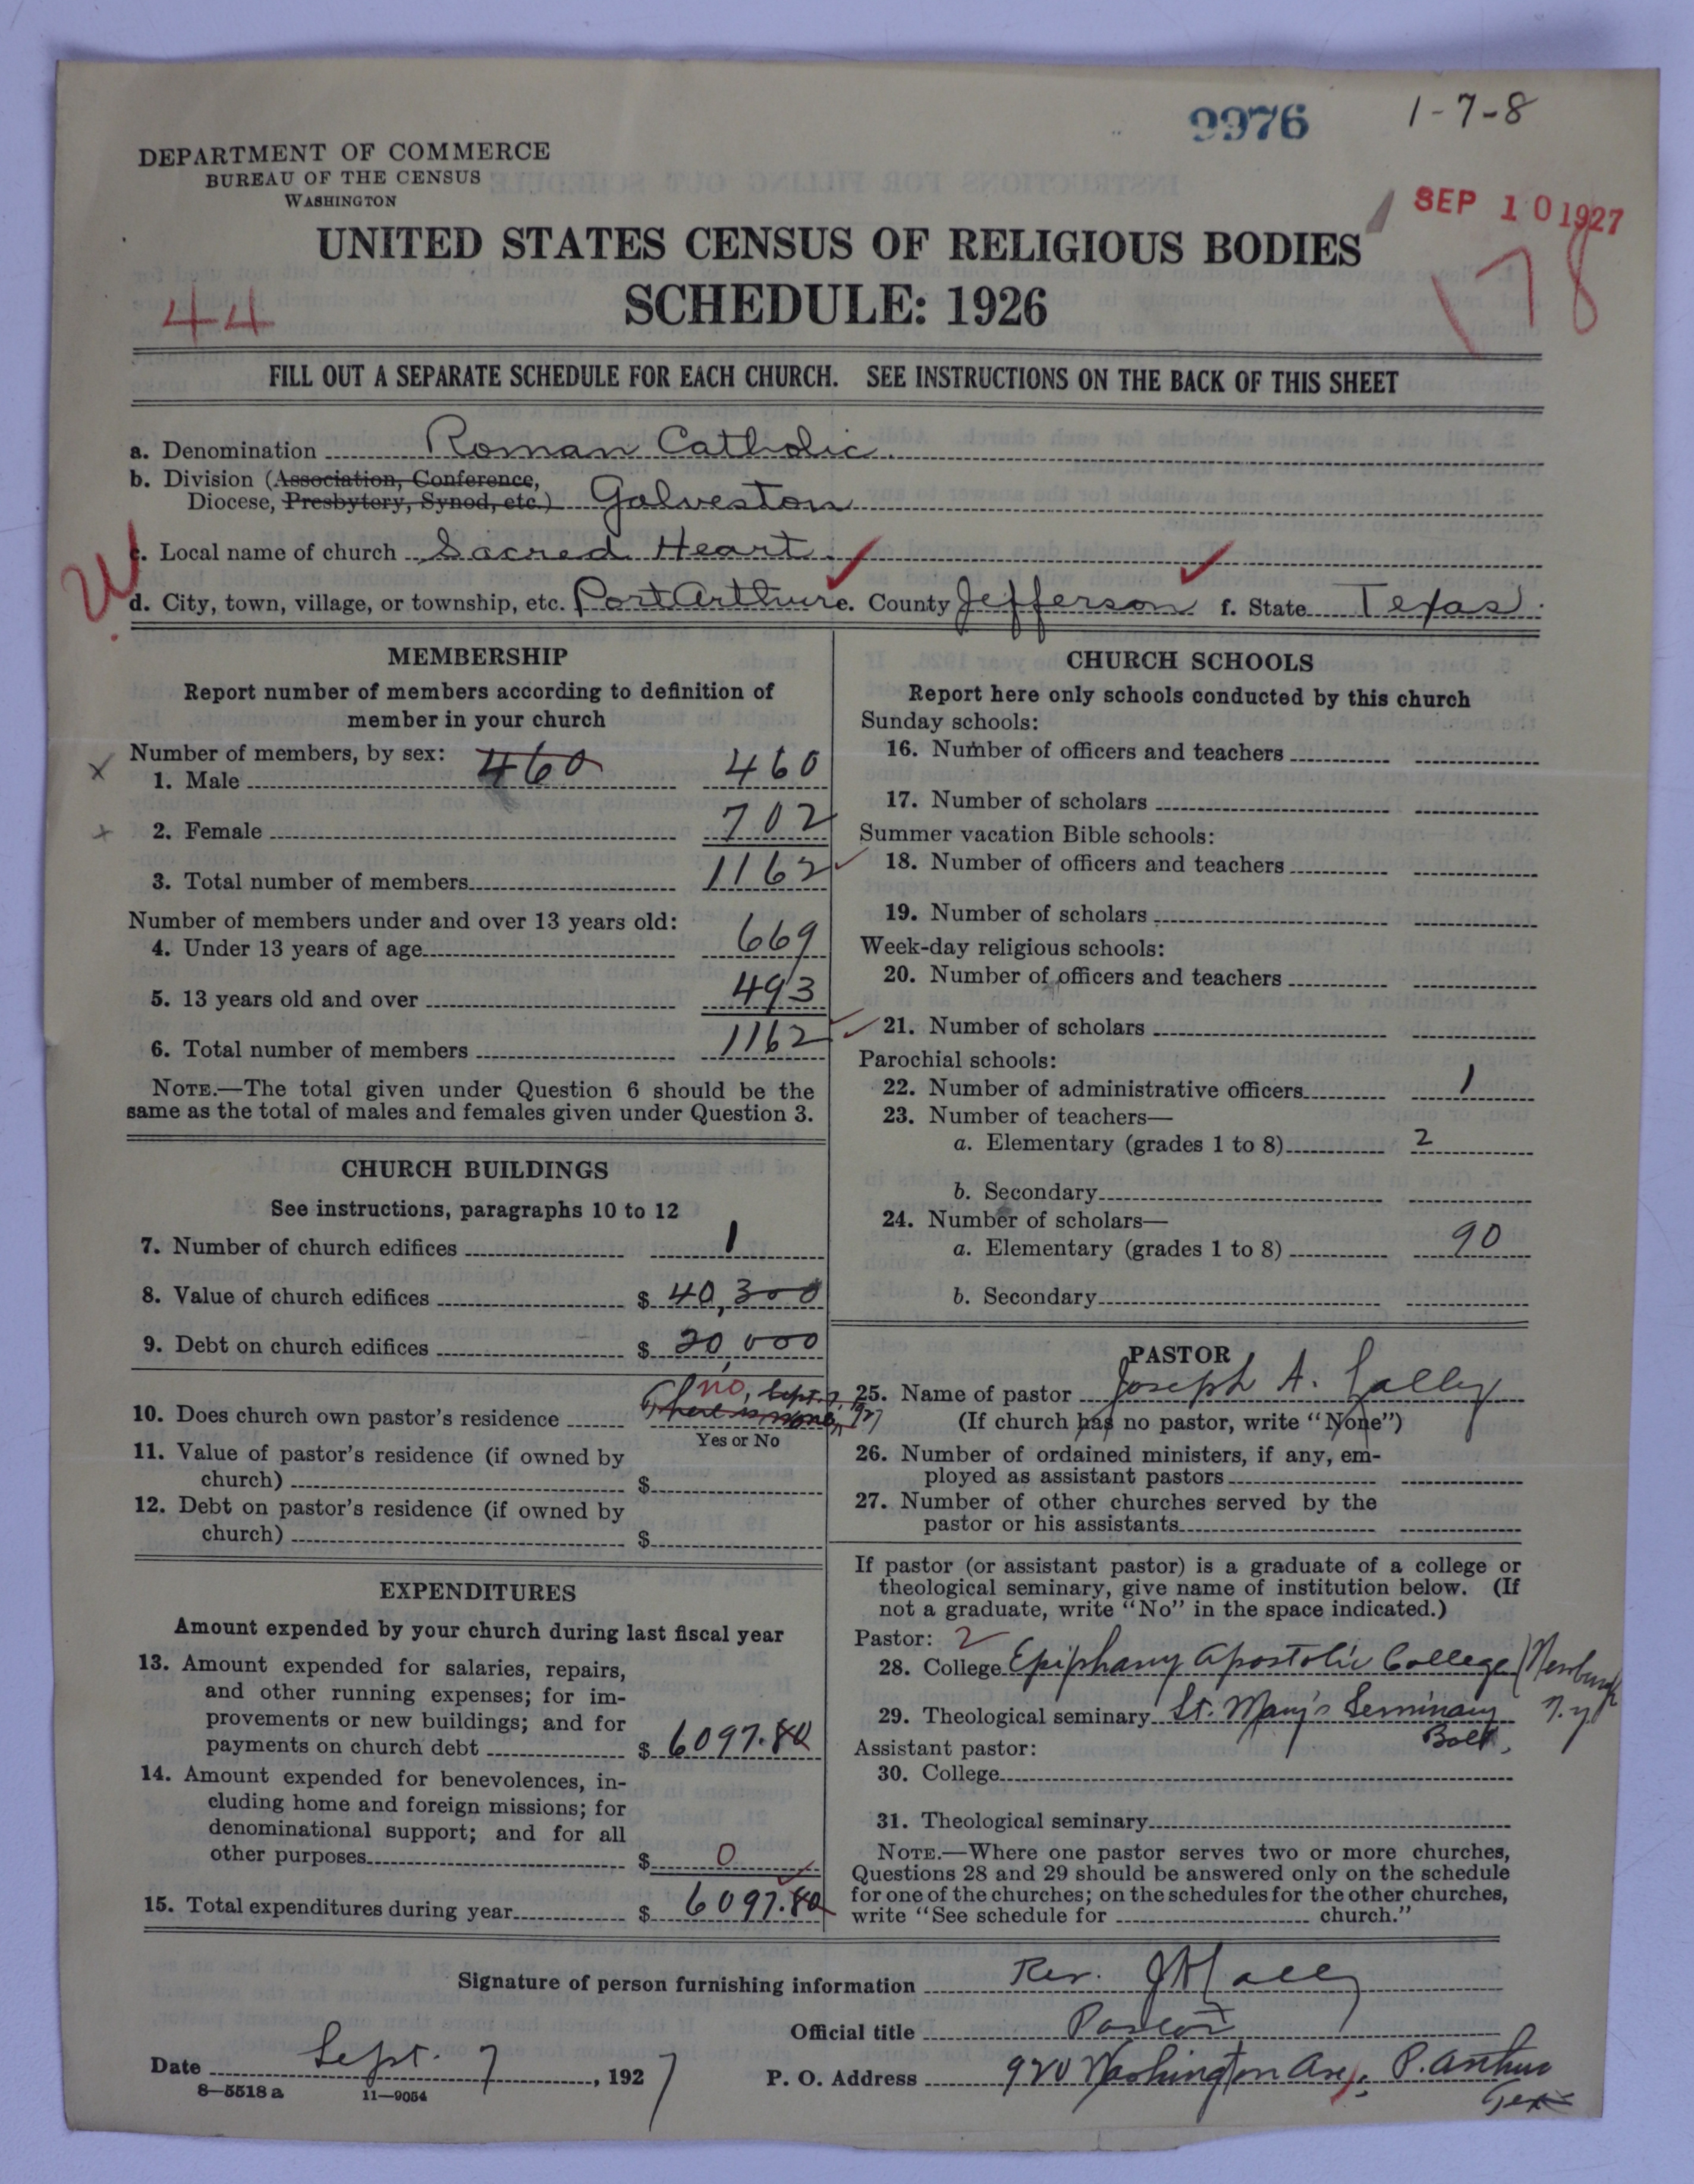 9976
1-7-8
DEPARTMENT OF COMMERCE
BUREAU OF THE CENSUS
WASHINGTON
SEP 10 1927
UNITED STATES CENSUS OF RELIGIOUS BODIES
SCHEDULE: 1926
44
178
FILL OUT A SEPARATE SCHEDULE FOR EACH CHURCH. SEE INSTRUCTIONS ON THE BACK OF THIS SHEET
a. Denomination Roman Catholic.
b. Division (Association, Conference,
Diocese, Presbytery, Synod, etc.) Galveston
c. Local name of church Sacred Heart
d. City, town, village, or township, etc. Port Arthur e. County Jefferson f. State Texas.
MEMBERSHIP
Report number of members according to definition of
member in your church
Number of members, by sex:
1. Male 460 460
2. Female 702
3. Total number of members 1162
Number of members under and over 13 years old:
4. Under 13 years of age 669
5. 13 years old and over 493
6. Total number of members 1162
NOTE.—The total given under Question 6 should be the
same as the total of males and females given under Question 3.
CHURCH BUILDINGS
See instructions, paragraphs 10 to 12
7. Number of church edifices 1
8. Value of church edifices $ 40,300
9. Debt on church edifices $ 20,000
10. Does church own pastor's residence no, Sept. 7, 1927
There is none
Yes or No
11. Value of pastor's residence (if owned by
church) $
12. Debt on pastor's residence (if owned by
church) $
EXPENDITURES
Amount expended by your church during last fiscal year
13. Amount expended for salaries, repairs,
and other running expenses; for im-
provements or new buildings; and for
payments on church debt $ 6097.80
14. Amount expended for benevolences, in-
cluding home and foreign missions; for
denominational support; and for all
other purposes $ 0
15. Total expenditures during year $ 6097.80
CHURCH SCHOOLS
Report here only schools conducted by this church
Sunday schools:
16. Number of officers and teachers
17. Number of scholars
Summer vacation Bible schools:
18. Number of officers and teachers
19. Number of scholars
Week-day religious schools:
20. Number of officers and teachers
21. Number of scholars
Parochial schools:
22. Number of administrative officers 1
23. Number of teachers—
a. Elementary (grades 1 to 8) 2
b. Secondary
24. Number of scholars—
a. Elementary (grades 1 to 8) 90
b. Secondary
PASTOR
25. Name of pastor Joseph A. Lally
(If church has no pastor, write "None")
26. Number of ordained ministers, if any, em-
ployed as assistant pastors
27. Number of other churches served by the
pastor or his assistants
If pastor (or assistant pastor) is a graduate of a college or
theological seminary, give name of institution below. (If
not a graduate, write "No" in the space indicated.)
Pastor: 2
28. College Epiphany Apostolic College (Newburgh
29. Theological seminary St. Mary's Seminary N.Y
Balt.
Assistant pastor:
30. College
31. Theological seminary
NOTE.—Where one pastor serves two or more churches,
Questions 28 and 29 should be answered only on the schedule
for one of the churches; on the schedules for the other churches,
write "See schedule for church."
Signature of person furnishing information Rev. JA Lally
Official title Pastor
Date Sept. 7, 1927
P. O. Address 920 Washington Ave., P. Arthur
Tex
8—5518 a 11—9054